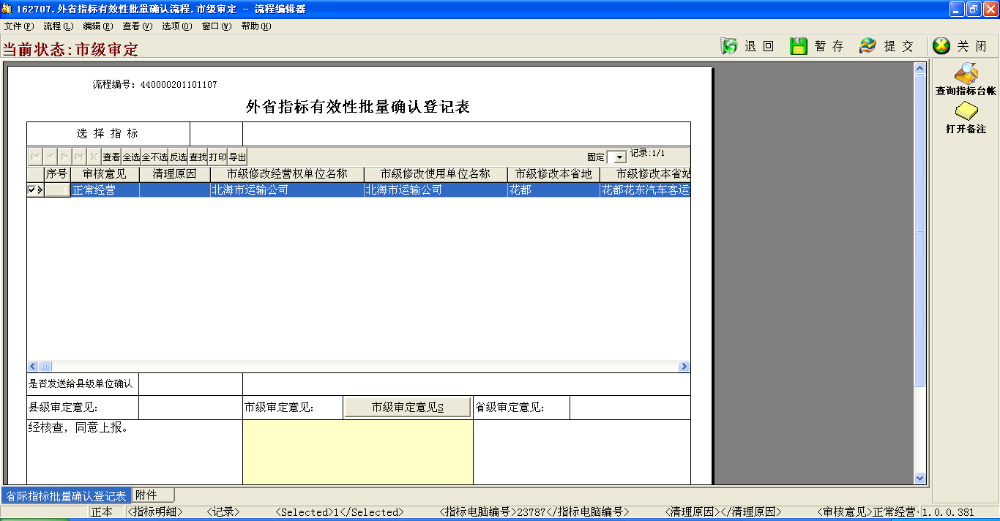 162707.外省指标有效性批量确认流程.市级审定 - 流程编辑器
文件(F) 流程(L) 编辑(E) 查看(V) 选项(O) 窗口(W) 帮助(H)
当前状态:市级审定
退 回 暂 存 提 交 关 闭
查询指标台帐
打开备注
流程编号: 440000201101107
外省指标有效性批量确认登记表
选 择 指 标
查看 全选 全不选 反选 查找 打印 导出 固定 记录:1/1
序号 审核意见 清理原因 市级修改经营权单位名称 市级修改使用单位名称 市级修改本省地 市级修改本省站
1 正常经营 北海市运输公司 北海市运输公司 花都 花都花东汽车客运
是否发送给县级单位确认
县级审定意见: 市级审定意见: 市级审定意见S 省级审定意见:
经核查，同意上报。
省际指标批量确认登记表 附件
正本 <指标明细> <记录> <Selected>1</Selected> <指标电脑编号>23787</指标电脑编号> <清理原因></清理原因> <审核意见>正常经营 1.0.0.381